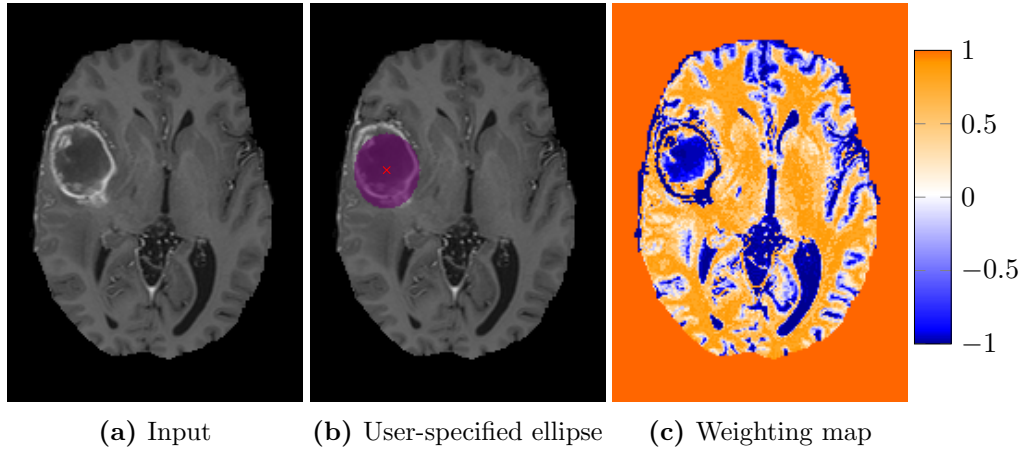 1
0.5
0
−0.5
−1
(a) Input
(b) User-specified ellipse
(c) Weighting map